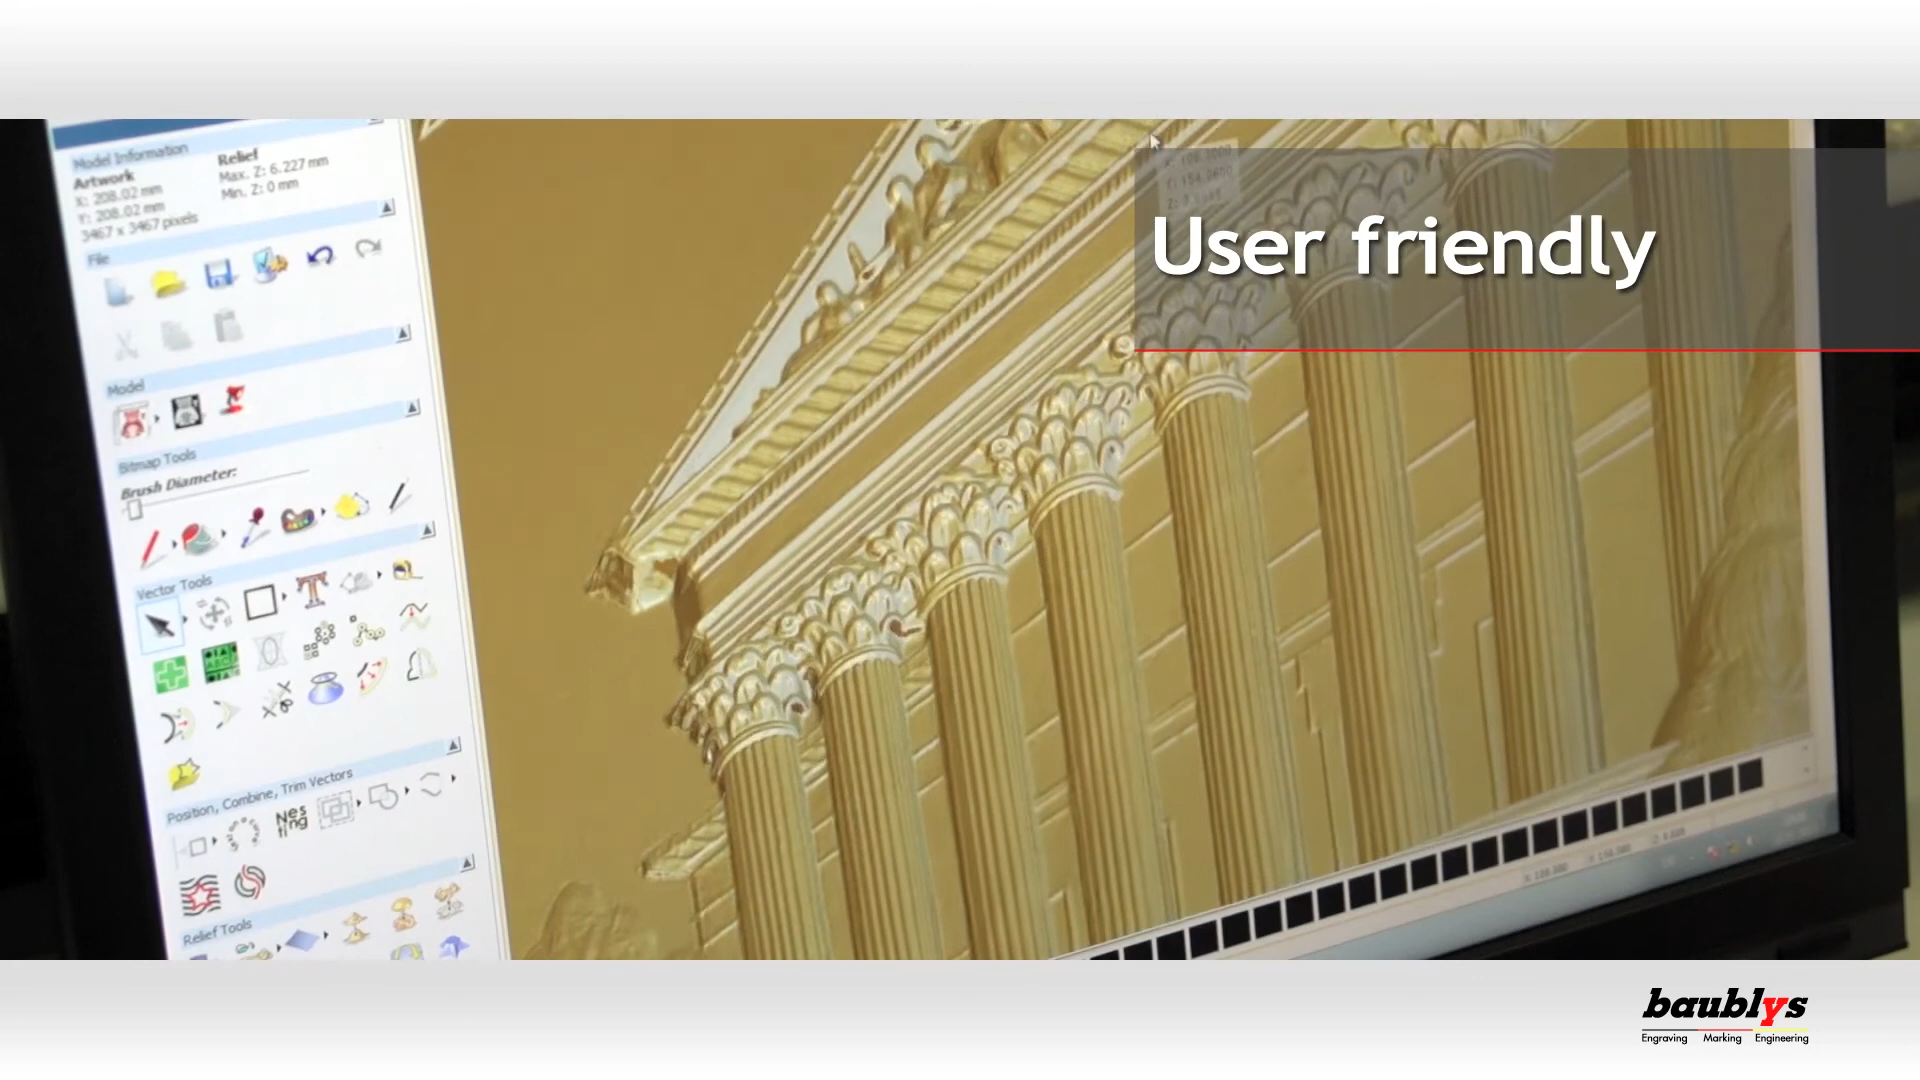 Model Information
Artwork
X: 208.02 mm
Y: 208.02 mm
3467 x 3467 pixels
Relief
Max. Z: 6.227 mm
Min. Z: 0 mm
File
Model
Bitmap Tools
Brush Diameter:
Vector Tools
Position, Combine, Trim Vectors
Nes
ting
Relief Tools
User friendly
baublys
Engraving Marking Engineering